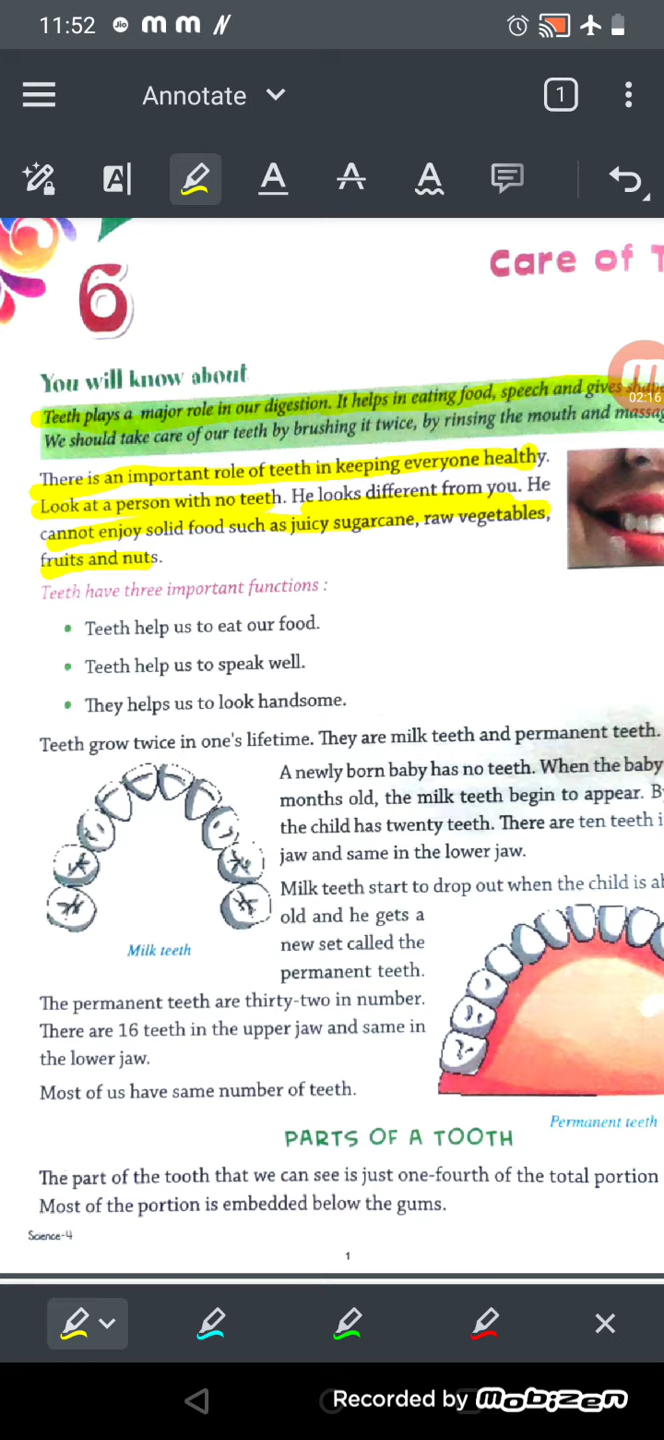 11:52 Jio m m N
Annotate
1
6
Care of T
You will know about
Teeth plays a major role in our digestion. It helps in eating food, speech and gives shape
We should take care of our teeth by brushing it twice, by rinsing the mouth and massag
02:16
There is an important role of teeth in keeping everyone healthy.
Look at a person with no teeth. He looks different from you. He
cannot enjoy solid food such as juicy sugarcane, raw vegetables,
fruits and nuts.
Teeth have three important functions :
• Teeth help us to eat our food.
• Teeth help us to speak well.
• They helps us to look handsome.
Teeth grow twice in one's lifetime. They are milk teeth and permanent teeth.
A newly born baby has no teeth. When the baby
months old, the milk teeth begin to appear. B
the child has twenty teeth. There are ten teeth i
jaw and same in the lower jaw.
Milk teeth start to drop out when the child is a
old and he gets a
new set called the
permanent teeth.
Milk teeth
The permanent teeth are thirty-two in number.
There are 16 teeth in the upper jaw and same in
the lower jaw.
Most of us have same number of teeth.
Permanent teeth
PARTS OF A TOOTH
The part of the tooth that we can see is just one-fourth of the total portion
Most of the portion is embedded below the gums.
Science-4
1
Recorded by mobizen